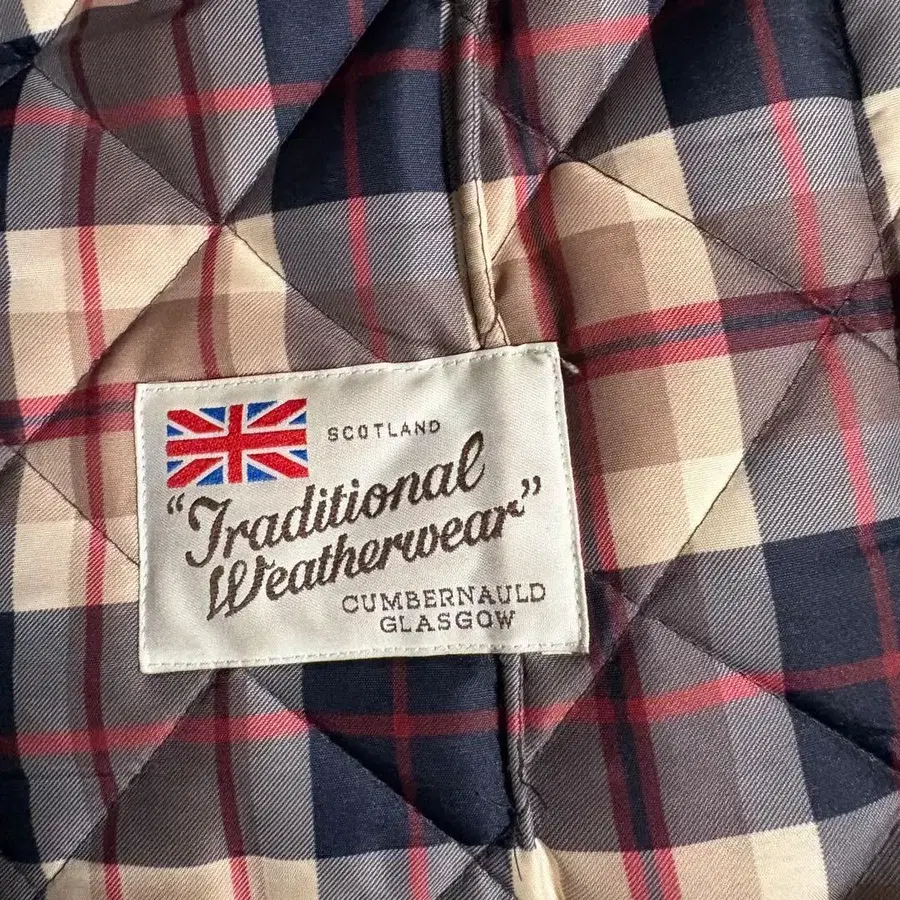 SCOTLAND
"Traditional
Weatherwear"
CUMBERNAULD
GLASGOW